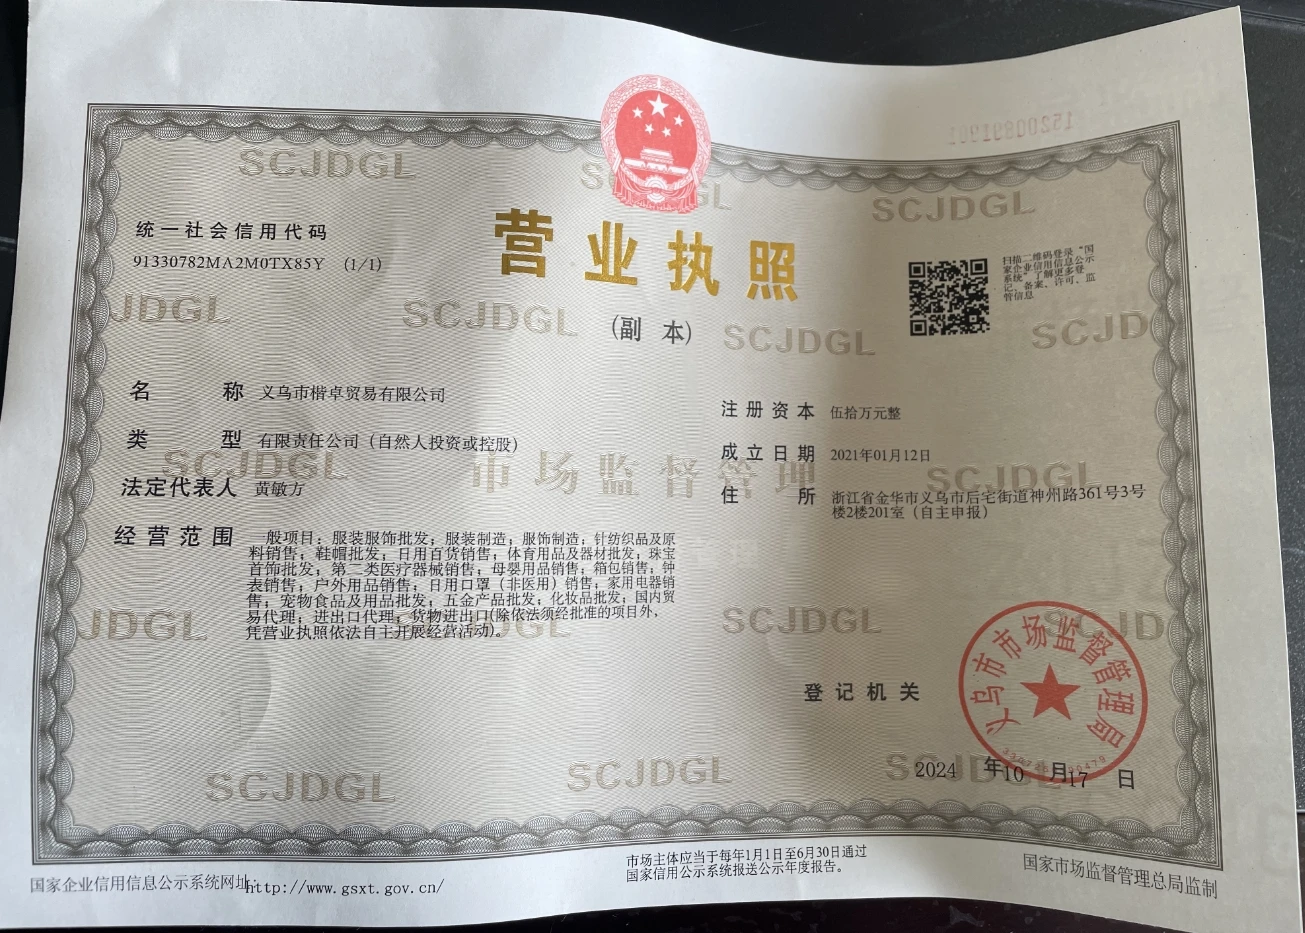 统一社会信用代码
91330782MA2M0TX85Y (1/1)
营业执照
(副 本)
扫描二维码登录“国
家企业信用信息公示
系统”了解更多登
记、备案、许可、监
管信息
名 称 义乌市楷卓贸易有限公司
类 型 有限责任公司（自然人投资或控股）
法定代表人 黄敏方
经营范围 一般项目：服装服饰批发；服装制造；服饰制造；针纺织品及原
料销售；鞋帽批发；日用百货销售；体育用品及器材批发；珠宝
首饰批发；第二类医疗器械销售；母婴用品销售；箱包销售；钟
表销售；户外用品销售；日用口罩（非医用）销售；家用电器销
售；宠物食品及用品批发；五金产品批发；化妆品批发；国内贸
易代理；进出口代理；货物进出口(除依法须经批准的项目外，
凭营业执照依法自主开展经营活动)。
注册资本 伍拾万元整
成立日期 2021年01月12日
住 所 浙江省金华市义乌市后宅街道神州路361号3号
楼2楼201室（自主申报）
登记机关
义乌市市场监督管理局
2024 年10 月17 日
国家企业信用信息公示系统网址:http://www.gsxt.gov.cn/
市场主体应当于每年1月1日至6月30日通过
国家信用公示系统报送公示年度报告。
国家市场监督管理总局监制
SCJDGL
市场监督管理